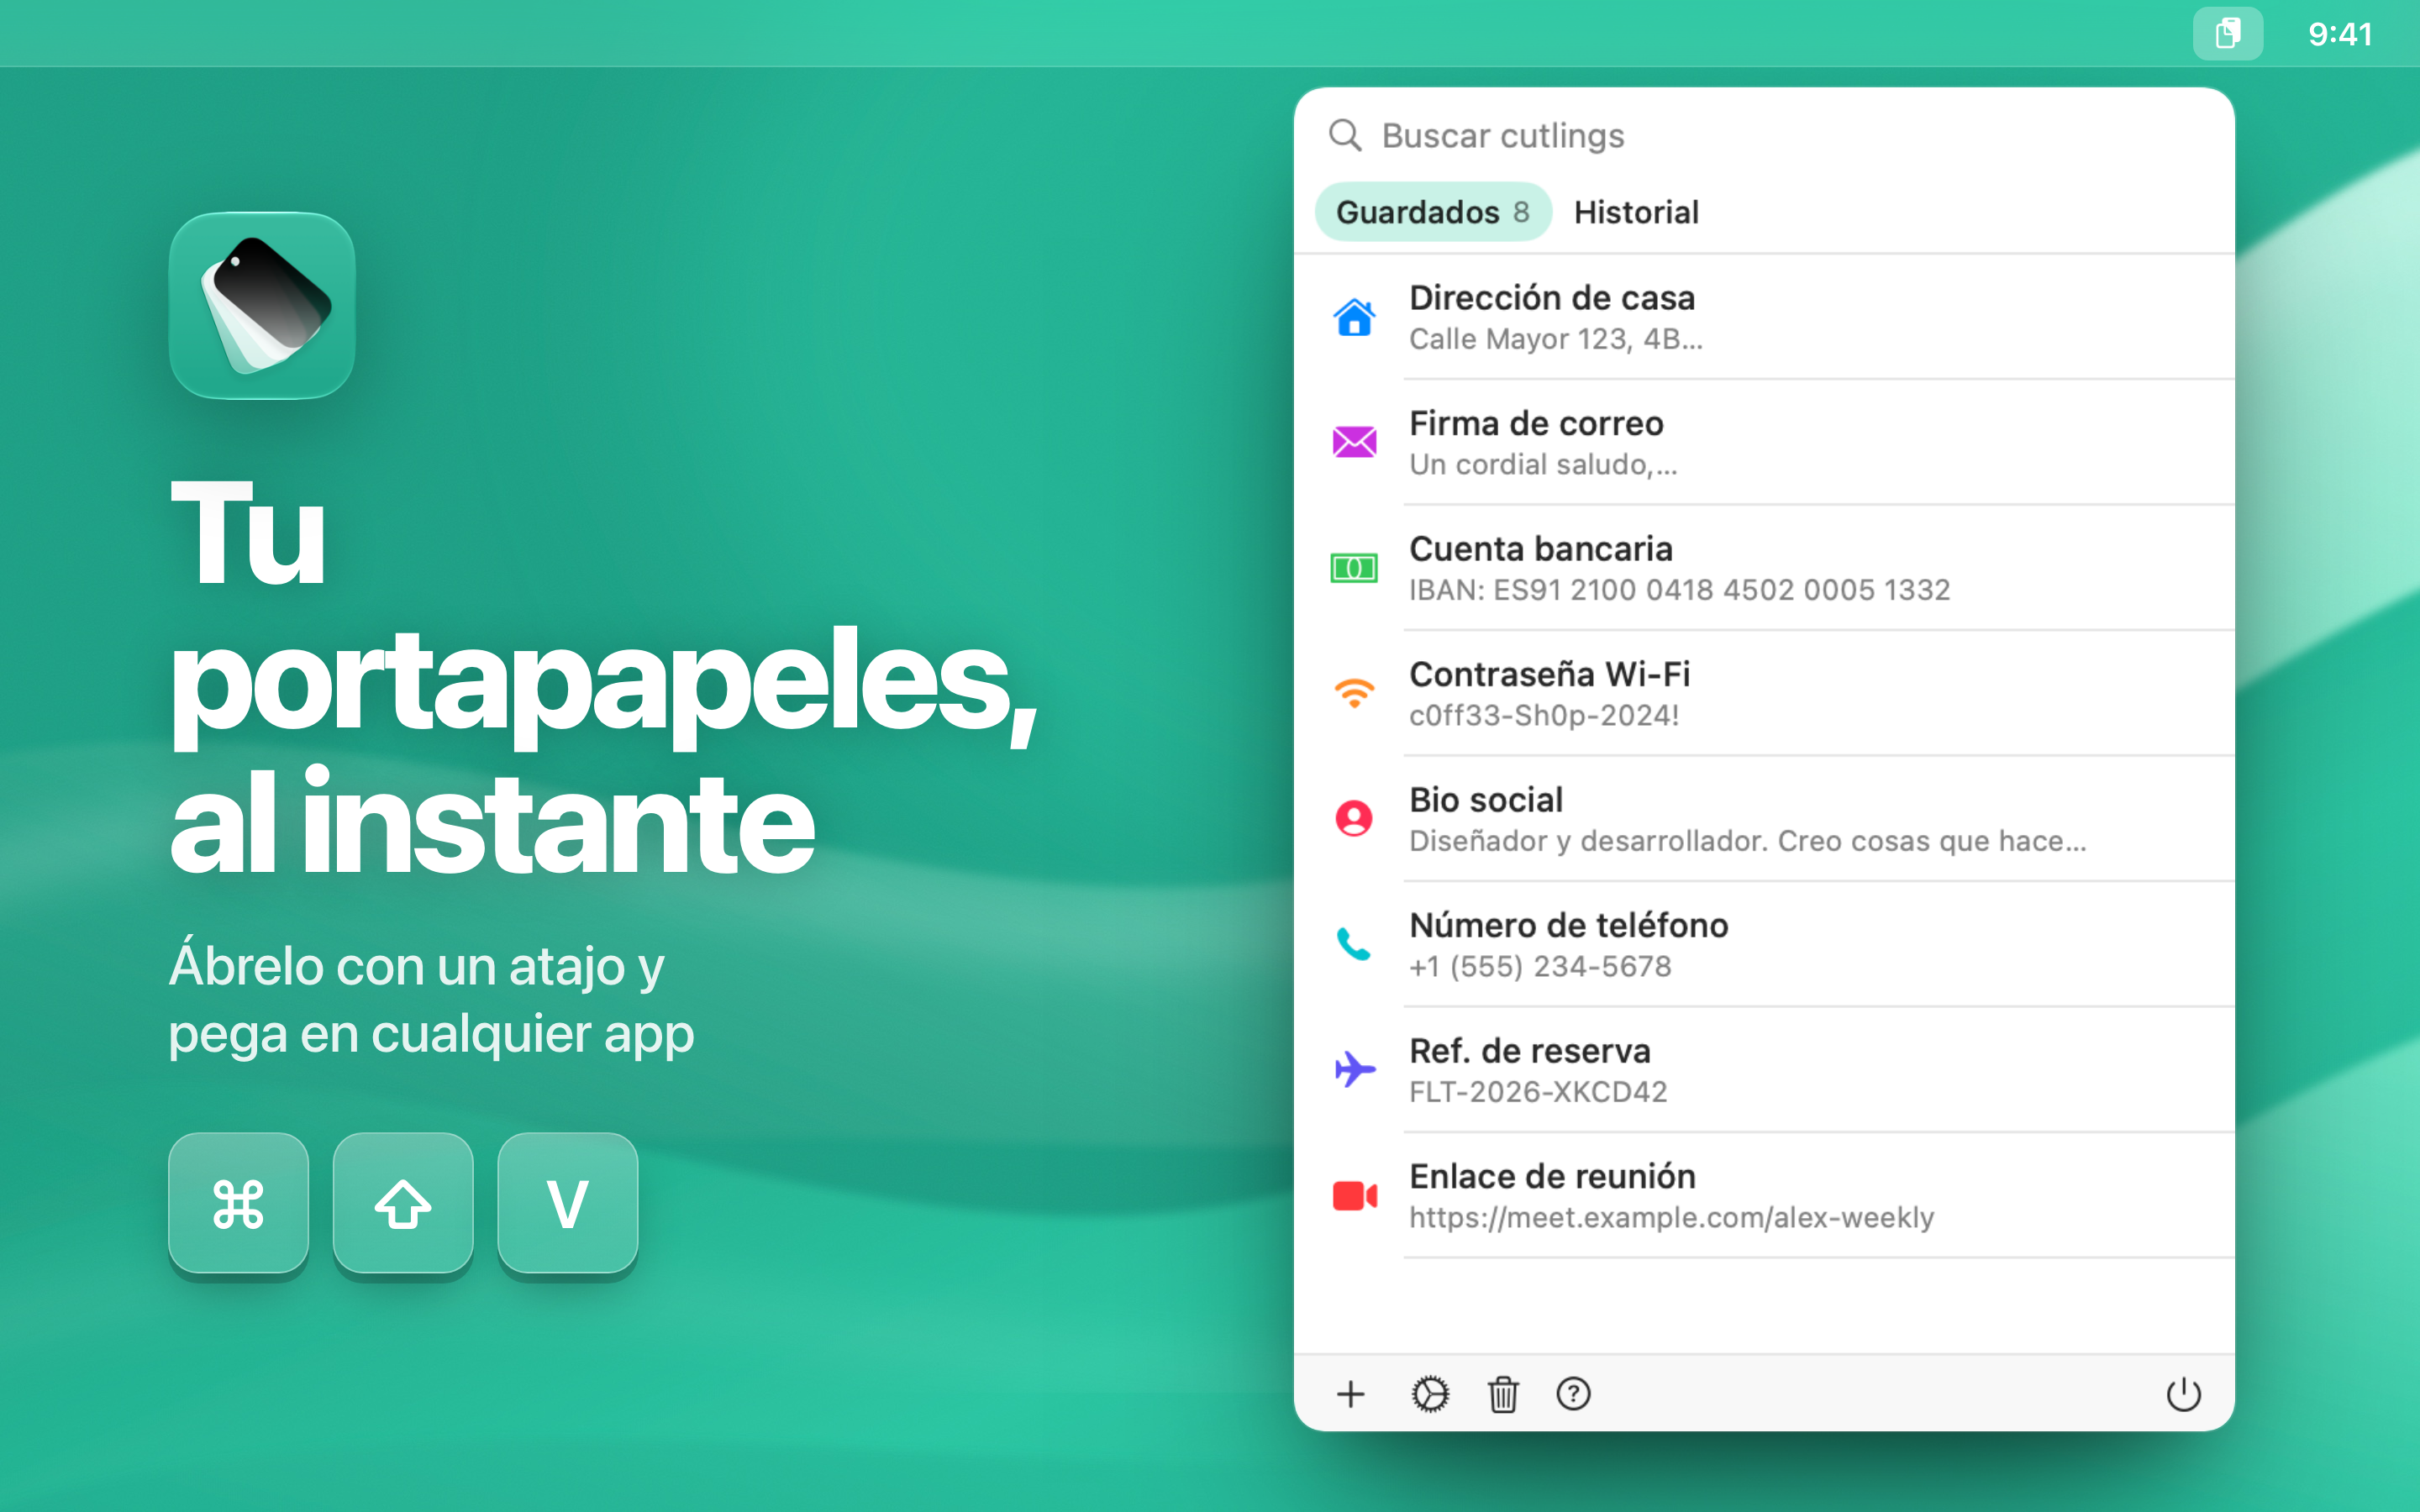 9:41
Tu
portapapeles,
al instante
Ábrelo con un atajo y
pega en cualquier app
⌘ ⇧ V
Buscar cutlings
Guardados 8 Historial
Dirección de casa
Calle Mayor 123, 4B...
Firma de correo
Un cordial saludo,...
Cuenta bancaria
IBAN: ES91 2100 0418 4502 0005 1332
Contraseña Wi-Fi
c0ff33-Sh0p-2024!
Bio social
Diseñador y desarrollador. Creo cosas que hace...
Número de teléfono
+1 (555) 234-5678
Ref. de reserva
FLT-2026-XKCD42
Enlace de reunión
https://meet.example.com/alex-weekly